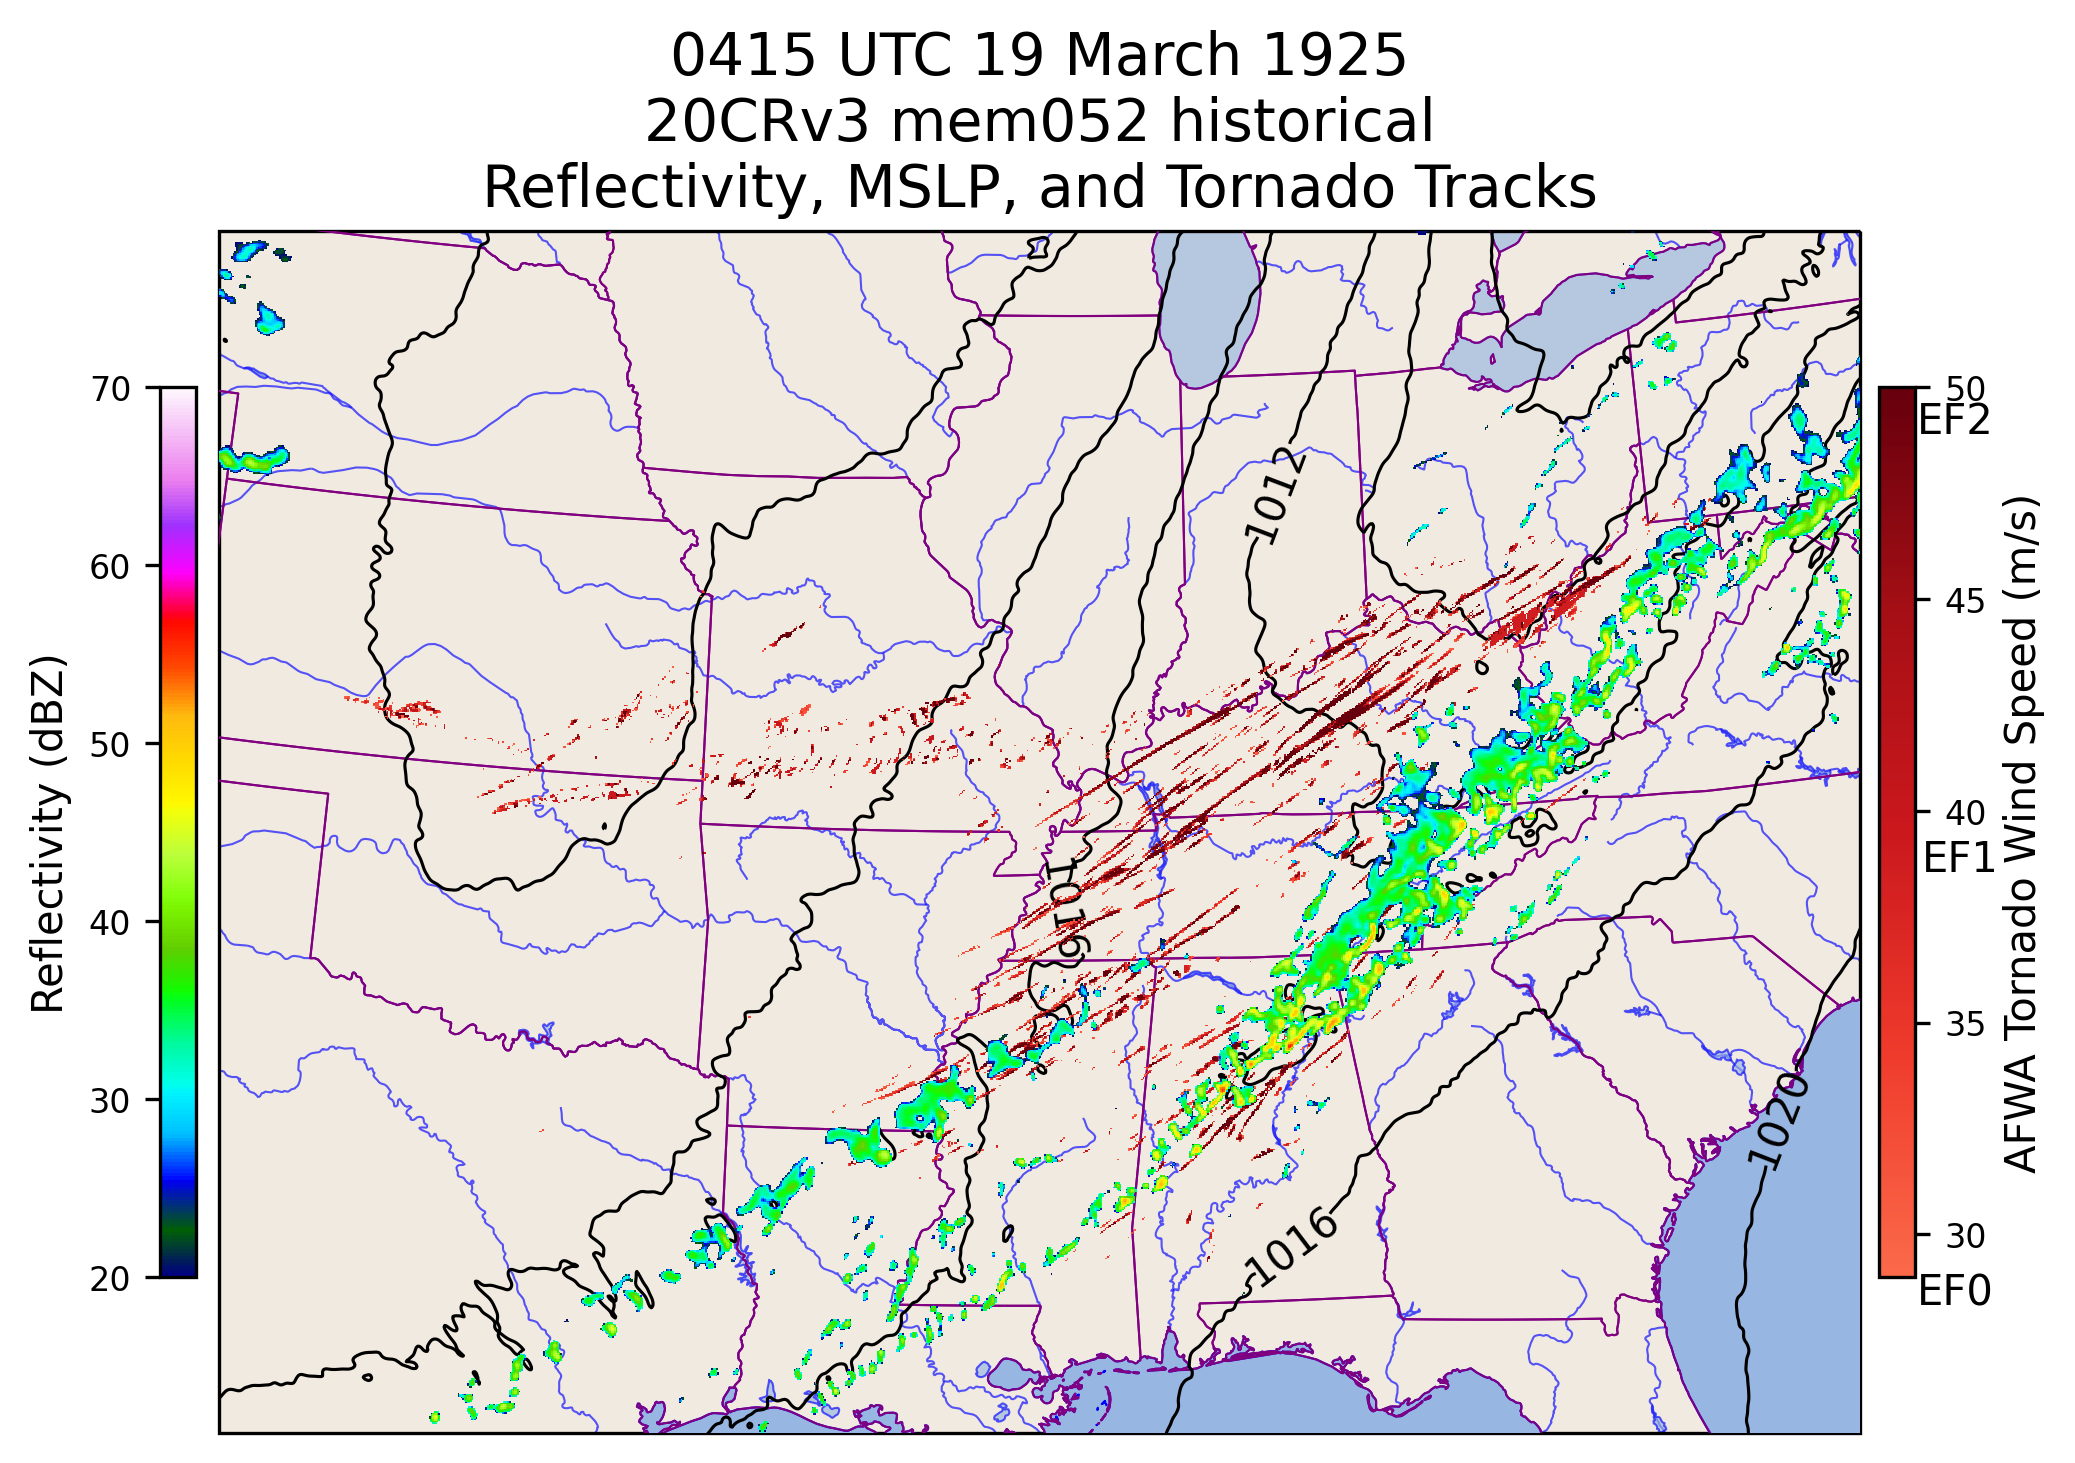 0415 UTC 19 March 1925
20CRv3 mem052 historical
Reflectivity, MSLP, and Tornado Tracks
70
60
50
40
30
20
Reflectivity (dBZ)
1012
1016
1016
1020
50
EF2
45
40
EF1
35
30
EF0
AFWA Tornado Wind Speed (m/s)